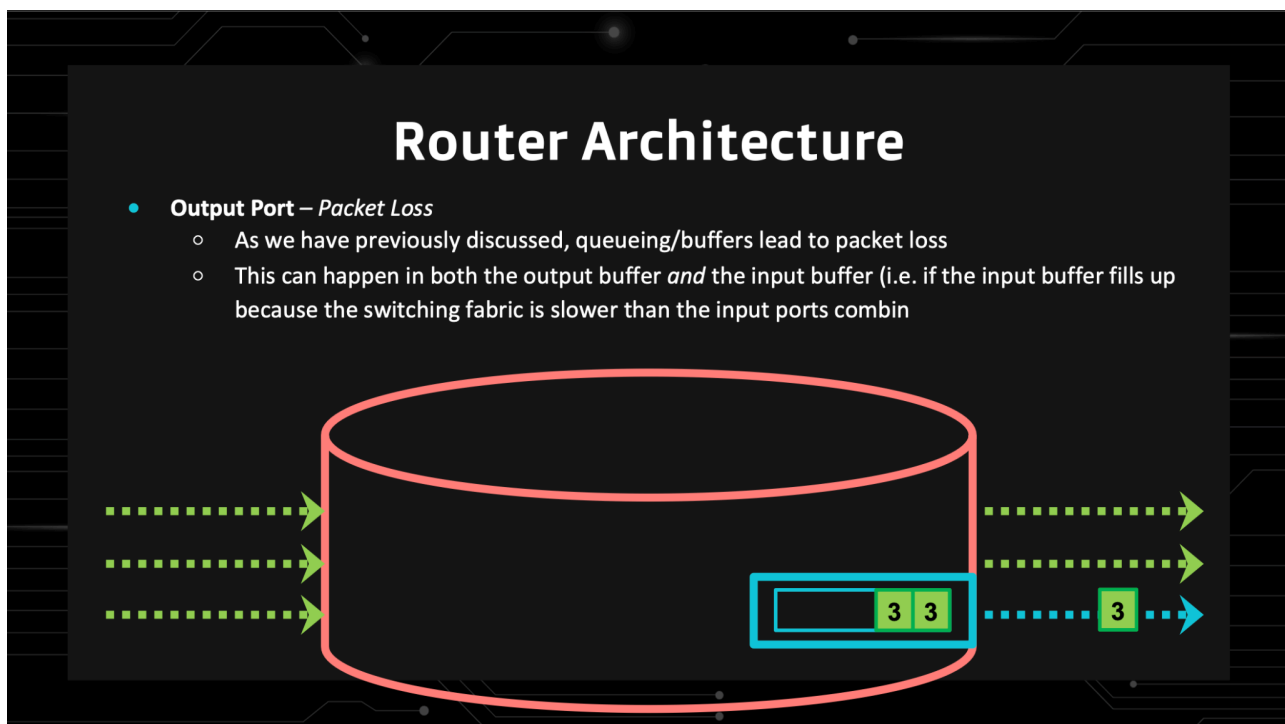 Router Architecture
● Output Port – Packet Loss
○ As we have previously discussed, queueing/buffers lead to packet loss
○ This can happen in both the output buffer and the input buffer (i.e. if the input buffer fills up
because the switching fabric is slower than the input ports combin
3 3 3